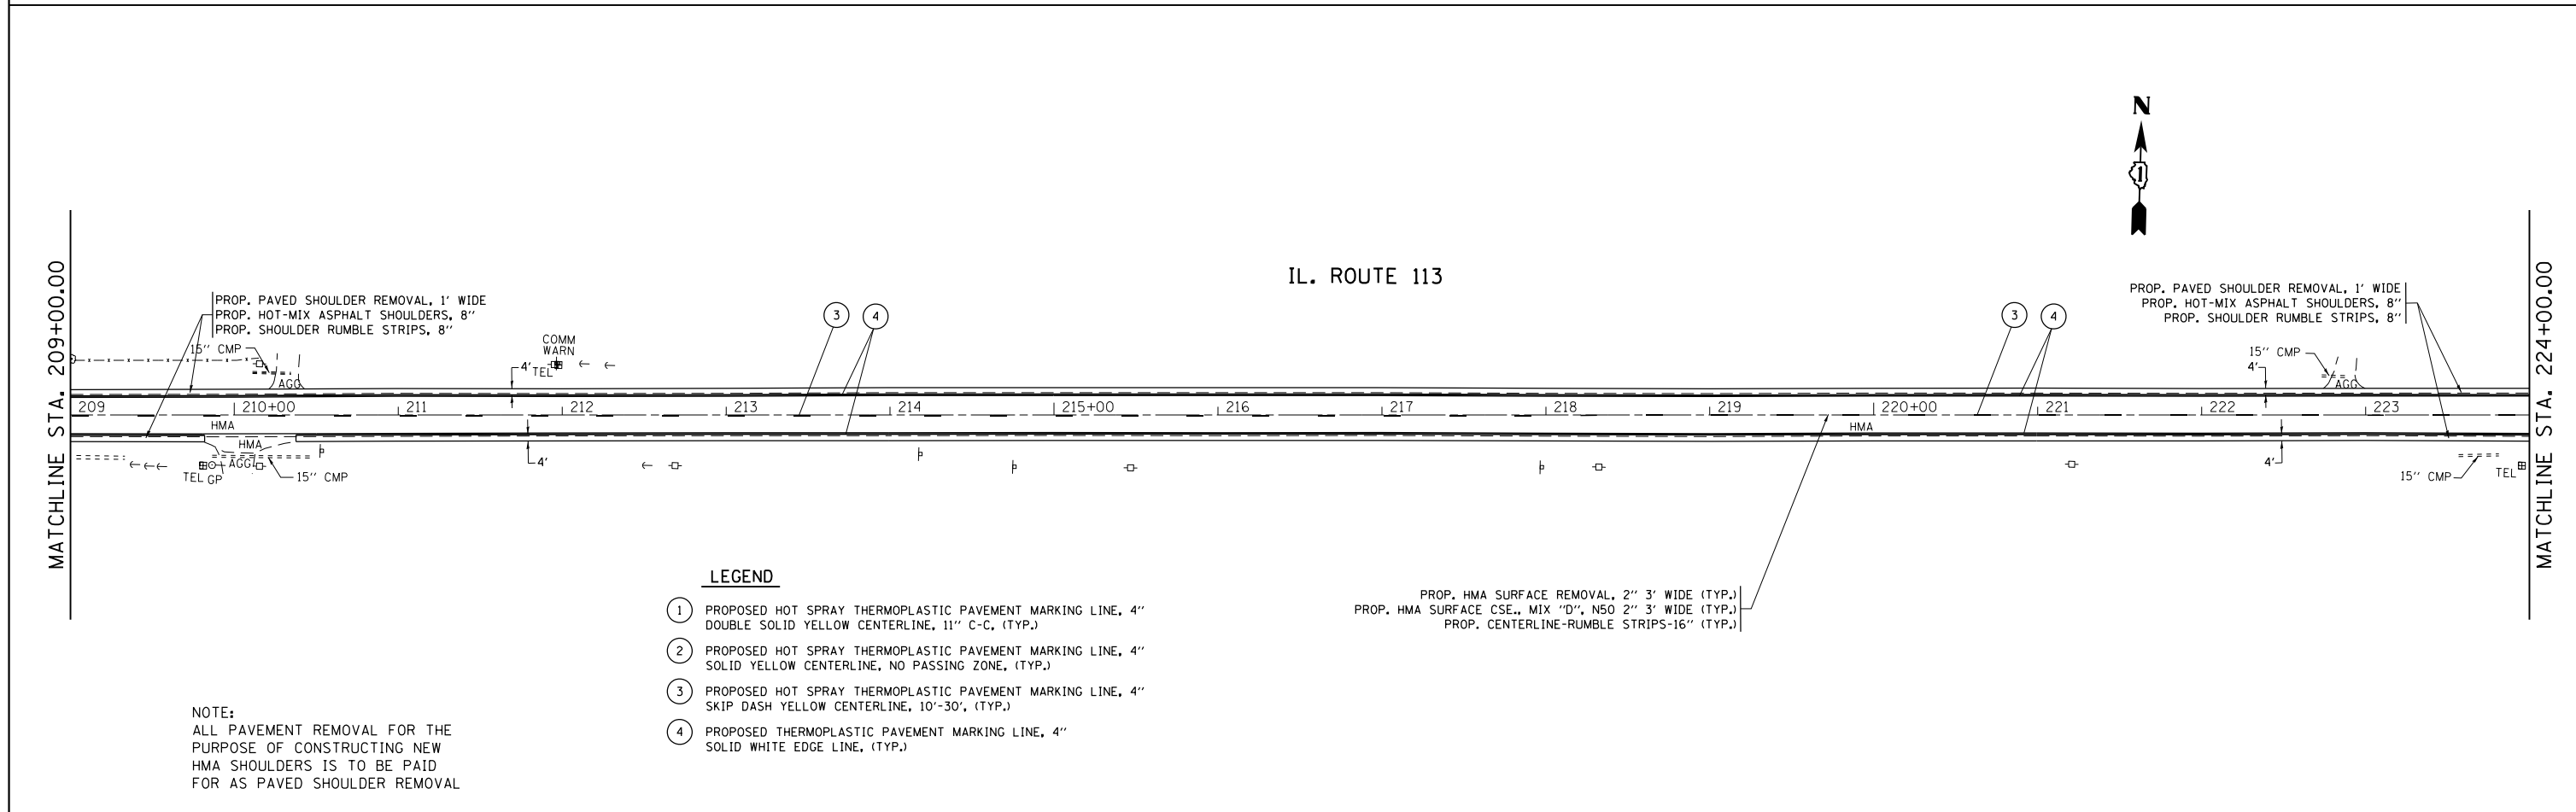 N
1
IL. ROUTE 113
MATCHLINE STA. 209+00.00
PROP. PAVED SHOULDER REMOVAL, 1' WIDE
PROP. HOT-MIX ASPHALT SHOULDERS, 8"
PROP. SHOULDER RUMBLE STRIPS, 8"
15" CMP
AGG
COMM
WARN
TEL
4'
3
4
3
4
PROP. PAVED SHOULDER REMOVAL, 1' WIDE
PROP. HOT-MIX ASPHALT SHOULDERS, 8"
PROP. SHOULDER RUMBLE STRIPS, 8"
15" CMP
4'
AGG
MATCHLINE STA. 224+00.00
209 210+00 211 212 213 214 215+00 216 217 218 219 220+00 221 222 223
HMA
HMA
HMA
AGG
TEL
GP
15" CMP
4'
4'
15" CMP
TEL
LEGEND
1 PROPOSED HOT SPRAY THERMOPLASTIC PAVEMENT MARKING LINE, 4"
DOUBLE SOLID YELLOW CENTERLINE, 11" C-C, (TYP.)
2 PROPOSED HOT SPRAY THERMOPLASTIC PAVEMENT MARKING LINE, 4"
SOLID YELLOW CENTERLINE, NO PASSING ZONE, (TYP.)
3 PROPOSED HOT SPRAY THERMOPLASTIC PAVEMENT MARKING LINE, 4"
SKIP DASH YELLOW CENTERLINE, 10'-30', (TYP.)
4 PROPOSED THERMOPLASTIC PAVEMENT MARKING LINE, 4"
SOLID WHITE EDGE LINE, (TYP.)
PROP. HMA SURFACE REMOVAL, 2" 3' WIDE (TYP.)
PROP. HMA SURFACE CSE., MIX "D", N50 2" 3' WIDE (TYP.)
PROP. CENTERLINE-RUMBLE STRIPS-16" (TYP.)
NOTE:
ALL PAVEMENT REMOVAL FOR THE
PURPOSE OF CONSTRUCTING NEW
HMA SHOULDERS IS TO BE PAID
FOR AS PAVED SHOULDER REMOVAL